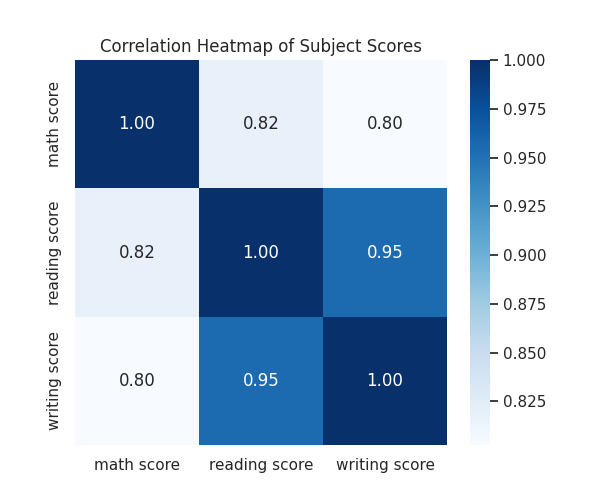 Correlation Heatmap of Subject Scores
math score
1.00 0.82 0.80
reading score
0.82 1.00 0.95
writing score
0.80 0.95 1.00
math score reading score writing score
1.000
0.975
0.950
0.925
0.900
0.875
0.850
0.825